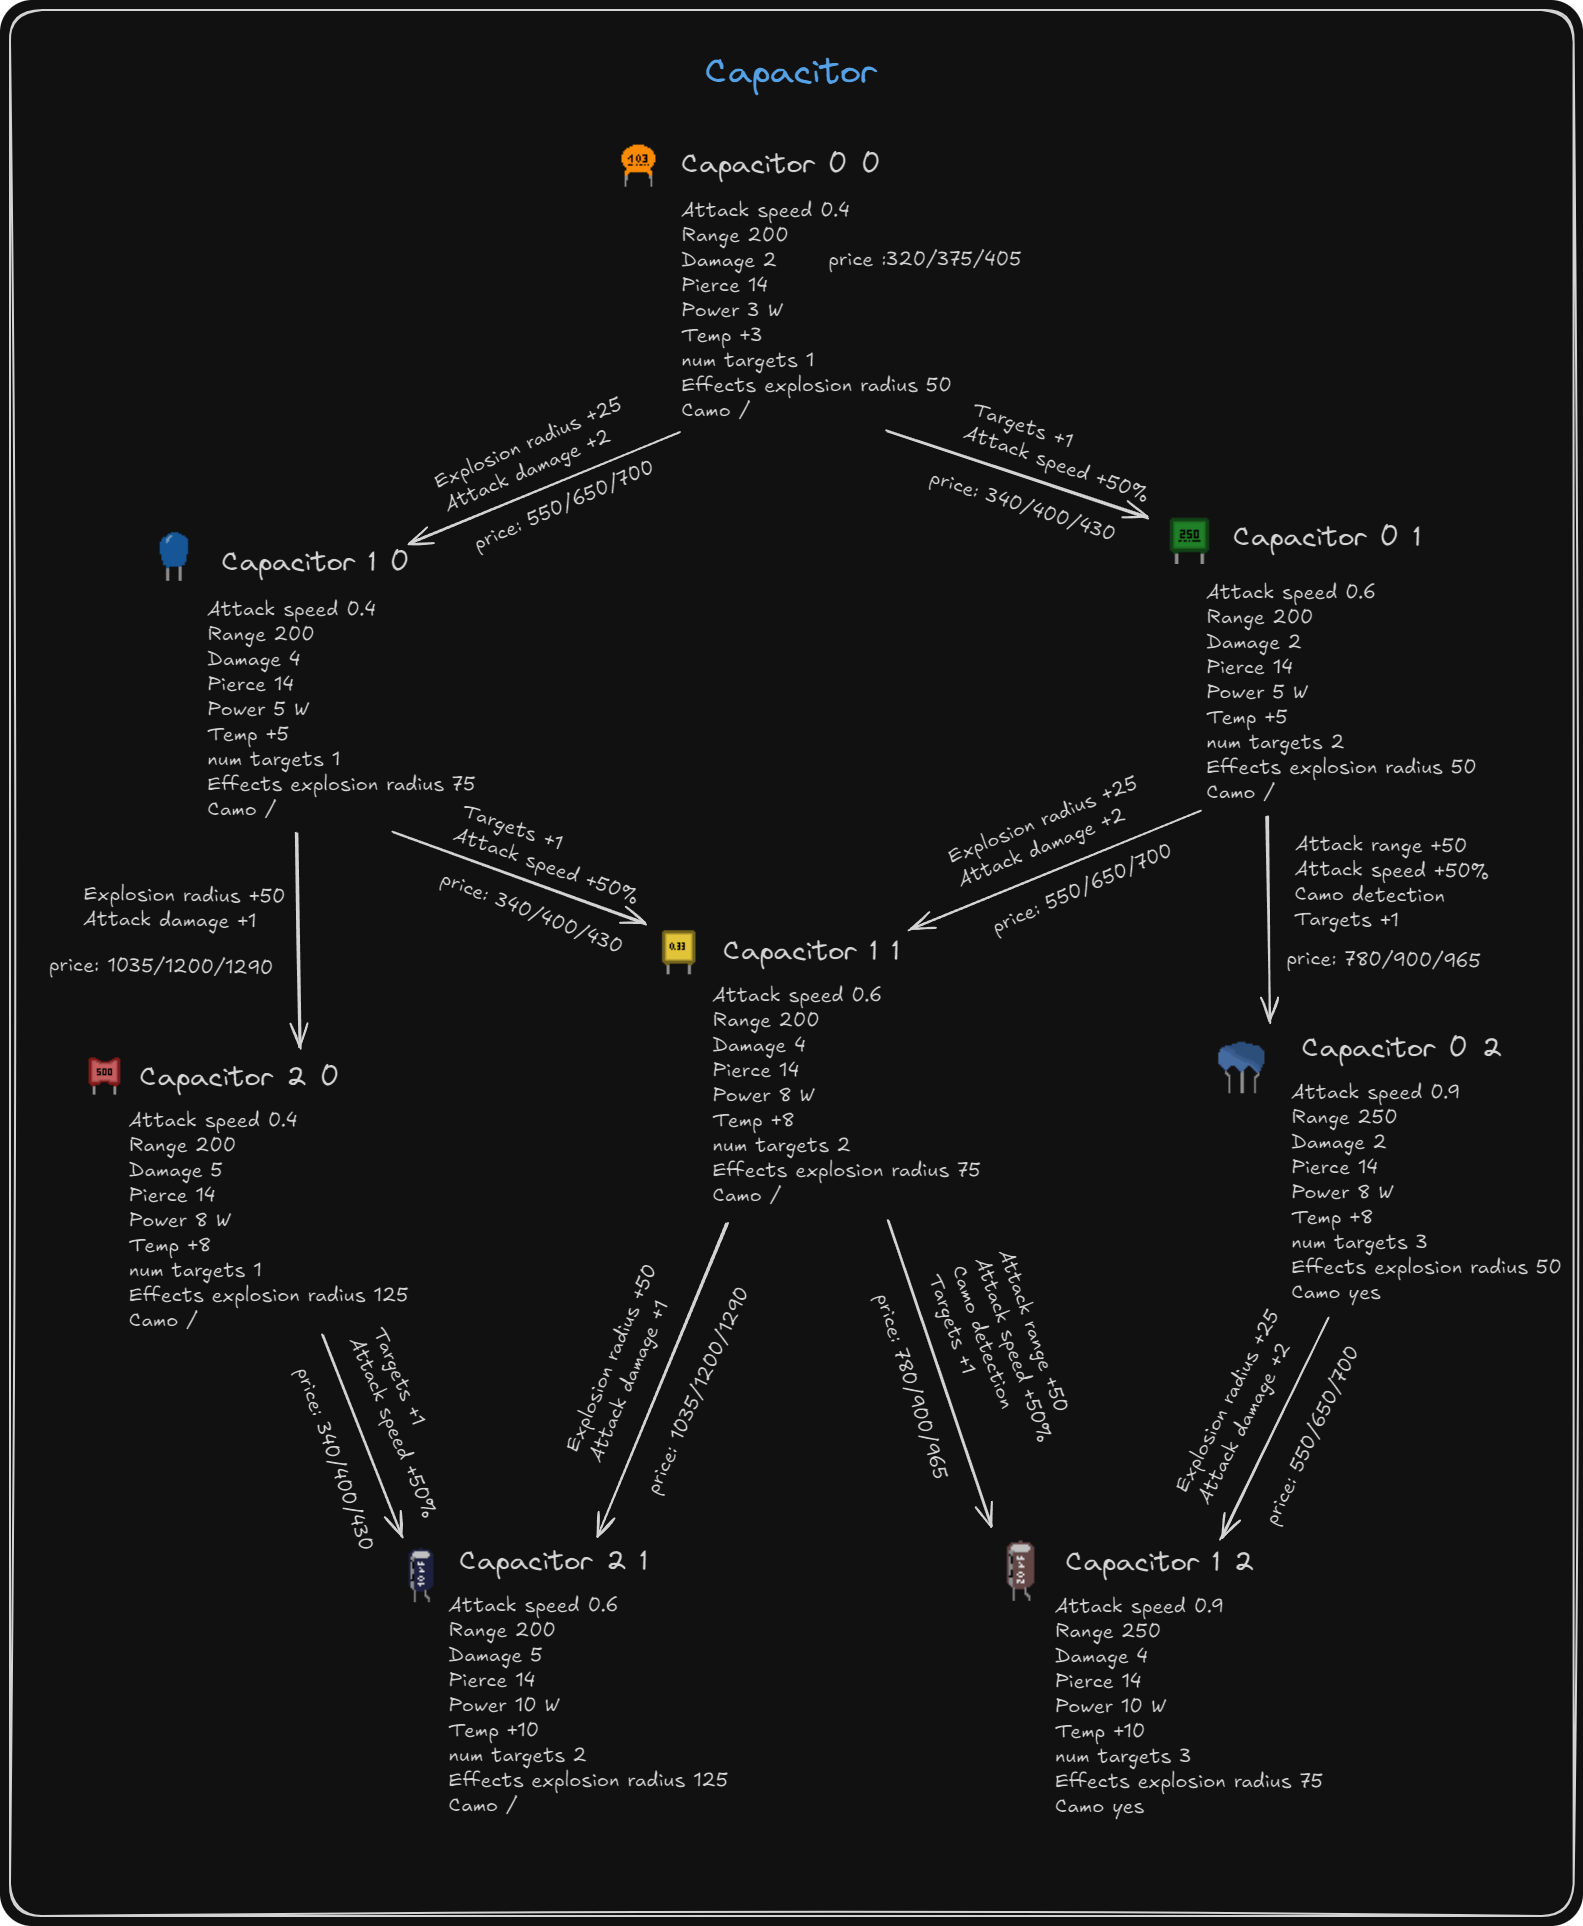 Capacitor
103
Capacitor 0 0
Attack speed 0.4
Range 200
Damage 2
price :320/375/405
Pierce 14
Power 3 W
Temp +3
num targets 1
Effects explosion radius 50
Camo /
Explosion radius +25
Attack damage +2
price: 550/650/700
Targets +1
Attack speed +50%
price: 340/400/430
Capacitor 1 0
Attack speed 0.4
Range 200
Damage 4
Pierce 14
Power 5 W
Temp +5
num targets 1
Effects explosion radius 75
Camo /
250
Capacitor 0 1
Attack speed 0.6
Range 200
Damage 2
Pierce 14
Power 5 W
Temp +5
num targets 2
Effects explosion radius 50
Camo /
Explosion radius +50
Attack damage +1
price: 1035/1200/1290
Targets +1
Attack speed +50%
price: 340/400/430
Explosion radius +25
Attack damage +2
price: 550/650/700
Attack range +50
Attack speed +50%
Camo detection
Targets +1
price: 780/900/965
0.33
Capacitor 1 1
Attack speed 0.6
Range 200
Damage 4
Pierce 14
Power 8 W
Temp +8
num targets 2
Effects explosion radius 75
Camo /
500
Capacitor 2 0
Attack speed 0.4
Range 200
Damage 5
Pierce 14
Power 8 W
Temp +8
num targets 1
Effects explosion radius 125
Camo /
Capacitor 0 2
Attack speed 0.9
Range 250
Damage 2
Pierce 14
Power 8 W
Temp +8
num targets 3
Effects explosion radius 50
Camo yes
Targets +1
Attack speed +50%
price: 340/400/430
Explosion radius +50
Attack damage +1
price: 1035/1200/1290
Attack range +50
Attack speed +50%
Camo detection
Targets +1
price: 780/900/965
Explosion radius +25
Attack damage +2
price: 550/650/700
Capacitor 2 1
Attack speed 0.6
Range 200
Damage 5
Pierce 14
Power 10 W
Temp +10
num targets 2
Effects explosion radius 125
Camo /
Capacitor 1 2
Attack speed 0.9
Range 250
Damage 4
Pierce 14
Power 10 W
Temp +10
num targets 3
Effects explosion radius 75
Camo yes